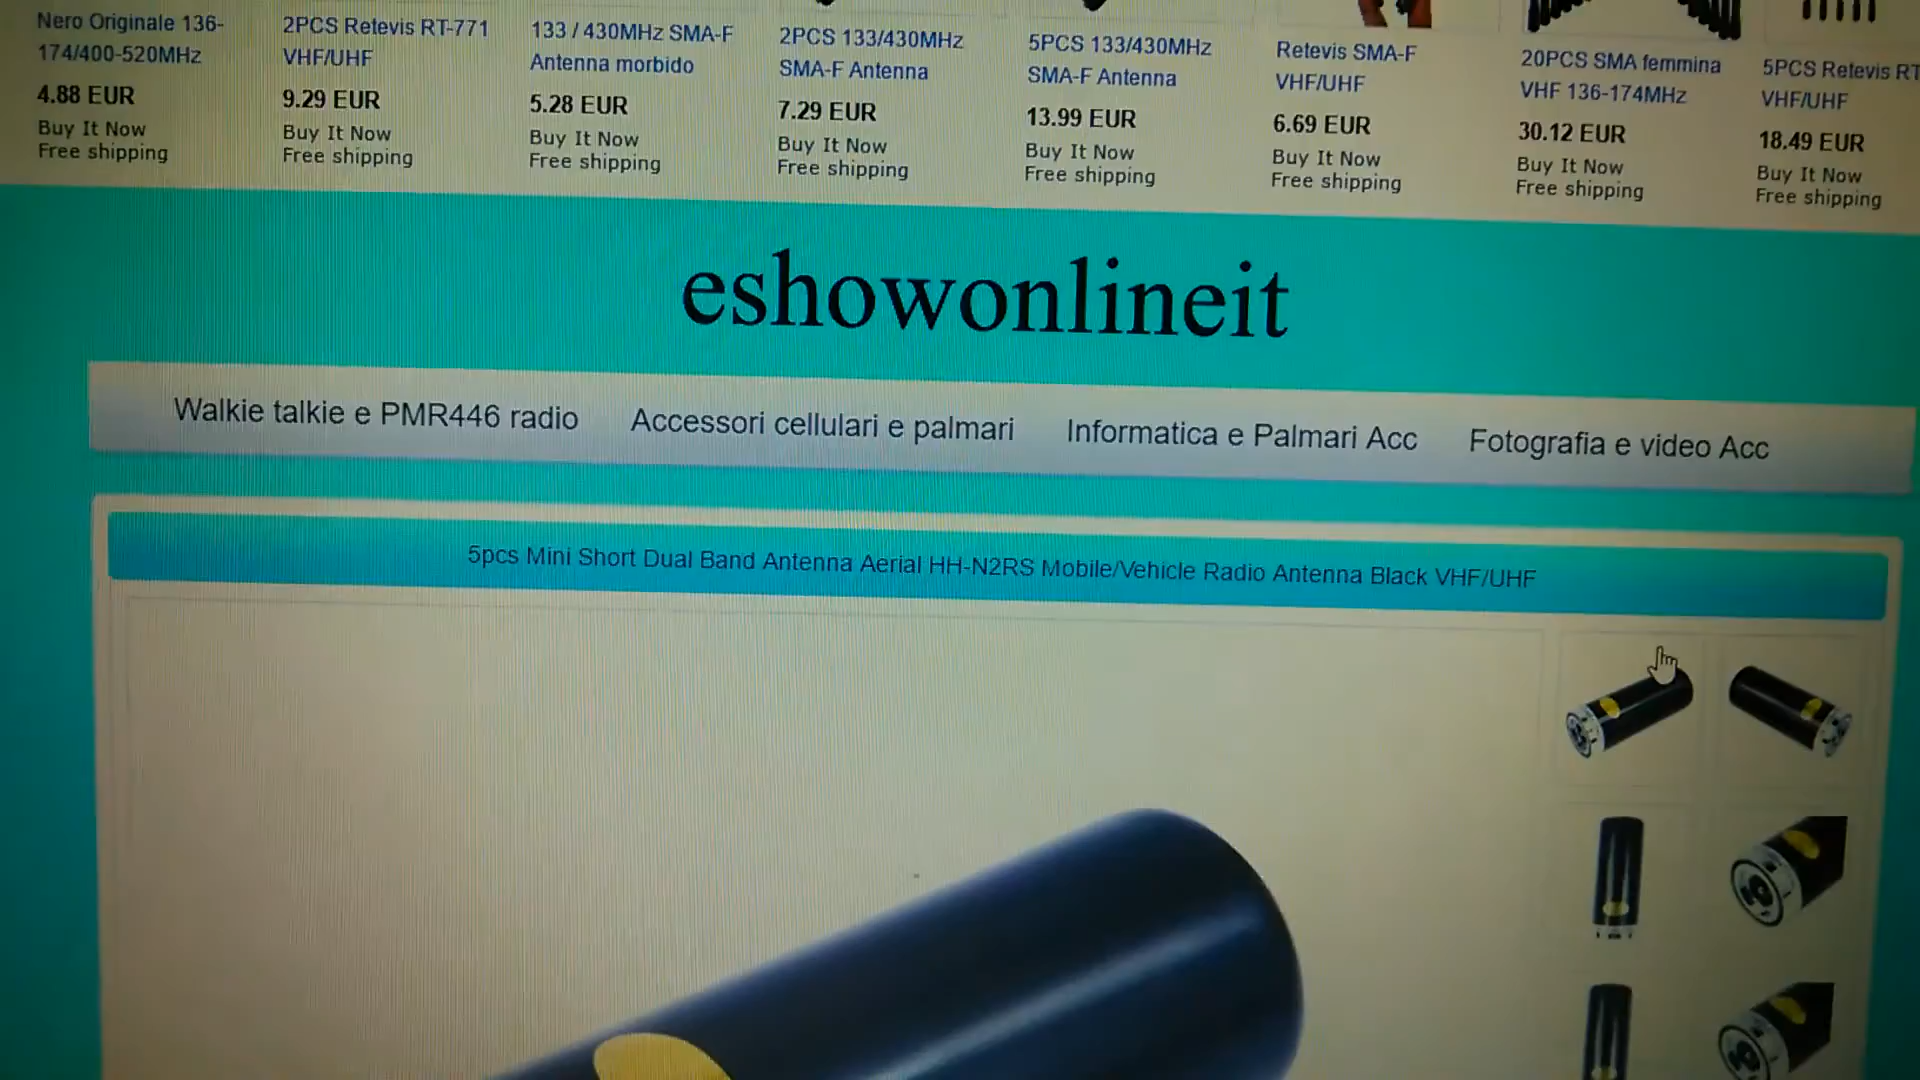 Nero Originale 136-
174/400-520MHz
4.88 EUR
Buy It Now
Free shipping
2PCS Retevis RT-771
VHF/UHF
9.29 EUR
Buy It Now
Free shipping
133 / 430MHz SMA-F
Antenna morbido
5.28 EUR
Buy It Now
Free shipping
2PCS 133/430MHz
SMA-F Antenna
7.29 EUR
Buy It Now
Free shipping
5PCS 133/430MHz
SMA-F Antenna
13.99 EUR
Buy It Now
Free shipping
Retevis SMA-F
VHF/UHF
6.69 EUR
Buy It Now
Free shipping
20PCS SMA femmina
VHF 136-174MHz
30.12 EUR
Buy It Now
Free shipping
5PCS Retevis RT
VHF/UHF
18.49 EUR
Buy It Now
Free shipping
eshowonlineit
Walkie talkie e PMR446 radio Accessori cellulari e palmari Informatica e Palmari Acc Fotografia e video Acc
5pcs Mini Short Dual Band Antenna Aerial HH-N2RS Mobile/Vehicle Radio Antenna Black VHF/UHF